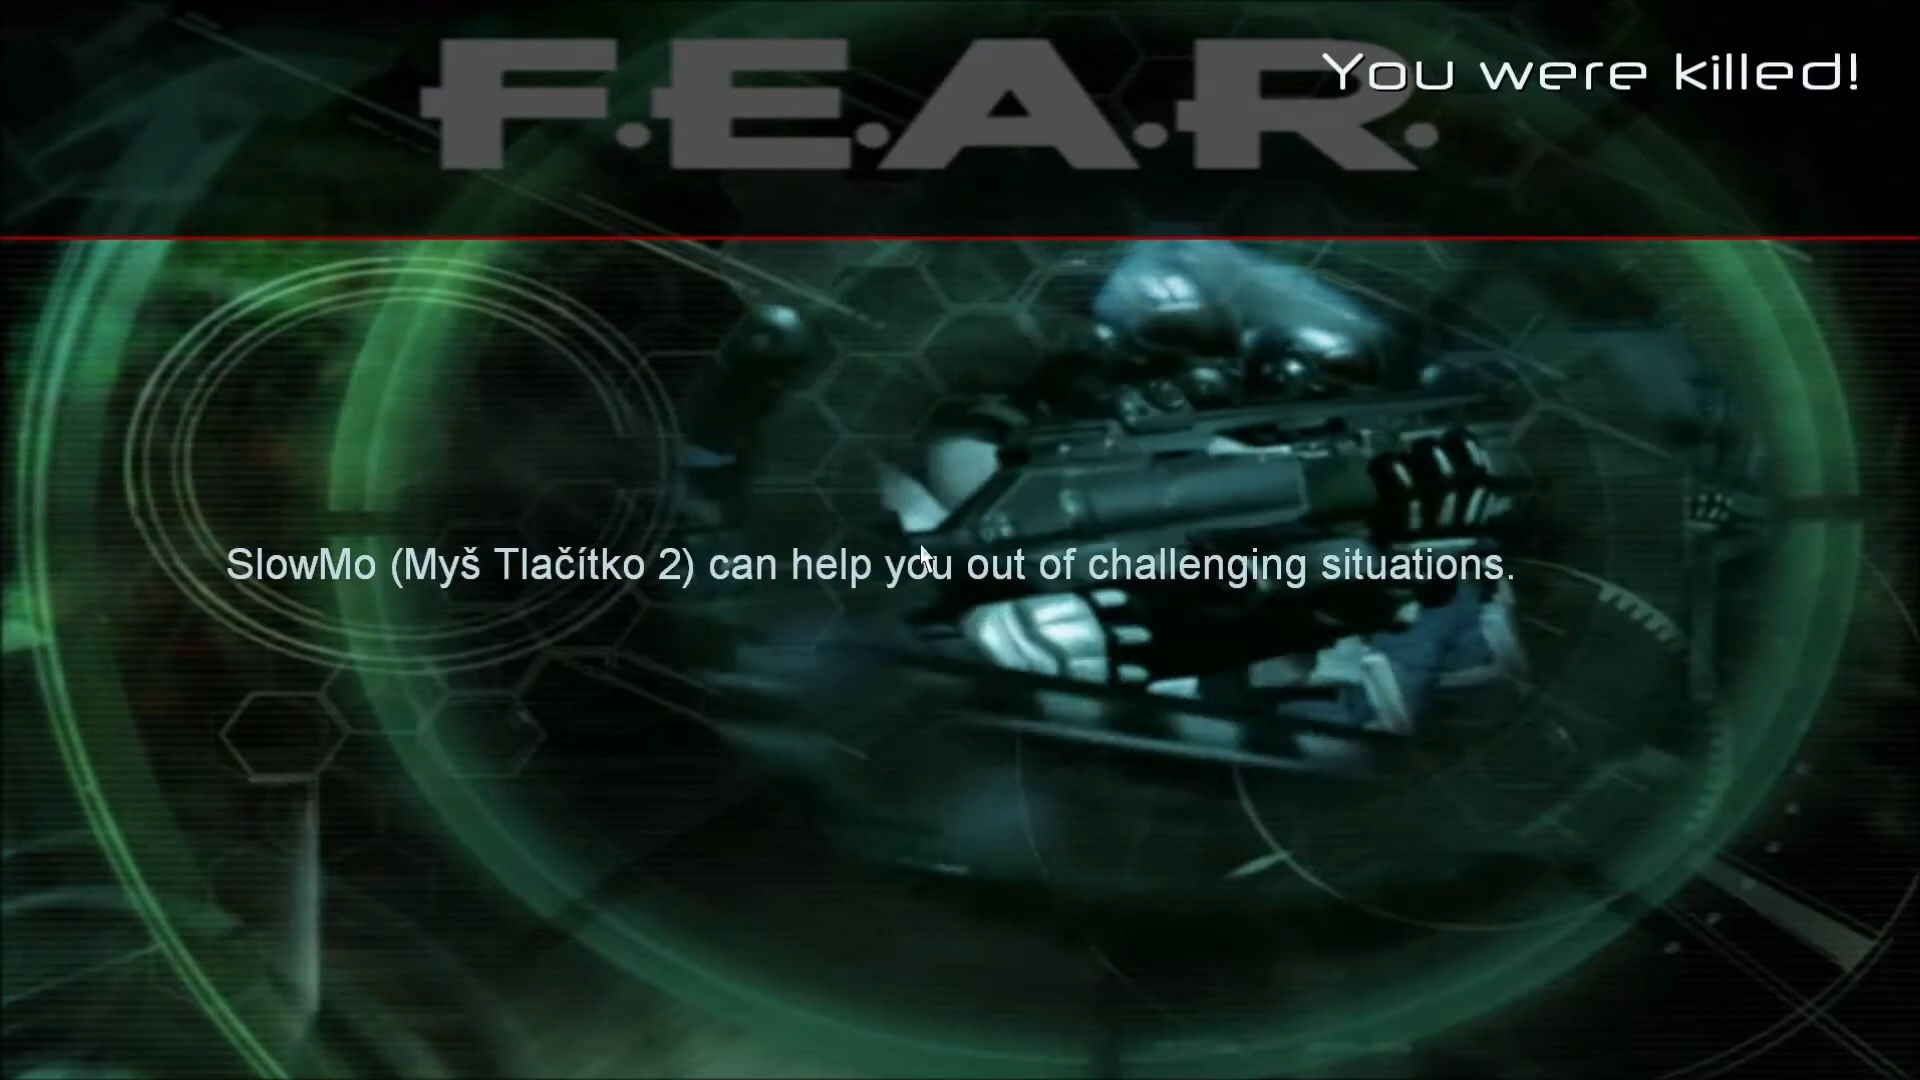 F.E.A.R.
You were killed!
SlowMo (Myš Tlačítko 2) can help you out of challenging situations.